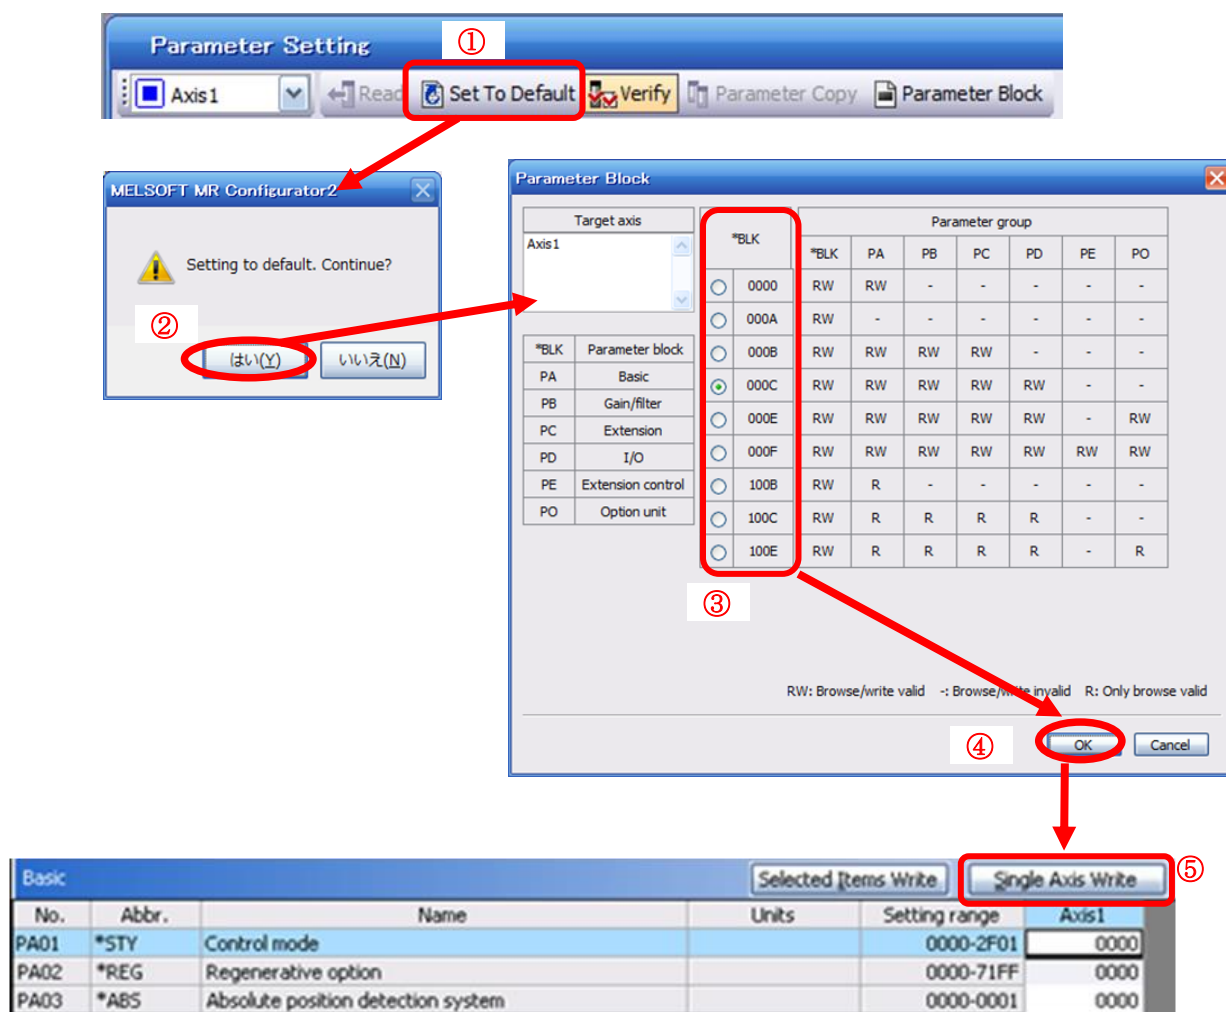 Parameter Setting
①
Axis1 Read Set To Default Verify Parameter Copy Parameter Block
MELSOFT MR Configurator2
Setting to default. Continue?
②
はい(Y) いいえ(N)
Parameter Block
Target axis
Axis1
*BLK Parameter block
PA Basic
PB Gain/filter
PC Extension
PD I/O
PE Extension control
PO Option unit
*BLK Parameter group
*BLK PA PB PC PD PE PO
0000 RW RW - - - - -
000A RW - - - - - -
000B RW RW RW RW - - -
000C RW RW RW RW RW - -
000E RW RW RW RW RW - RW
000F RW RW RW RW RW RW RW
100B RW R - - - - -
100C RW R R R R - -
100E RW R R R R - R
③
RW: Browse/write valid -: Browse/write invalid R: Only browse valid
④
OK Cancel
Basic Selected Items Write Single Axis Write ⑤
No. Abbr. Name Units Setting range Axis1
PA01 *STY Control mode 0000-2F01 0000
PA02 *REG Regenerative option 0000-71FF 0000
PA03 *ABS Absolute position detection system 0000-0001 0000